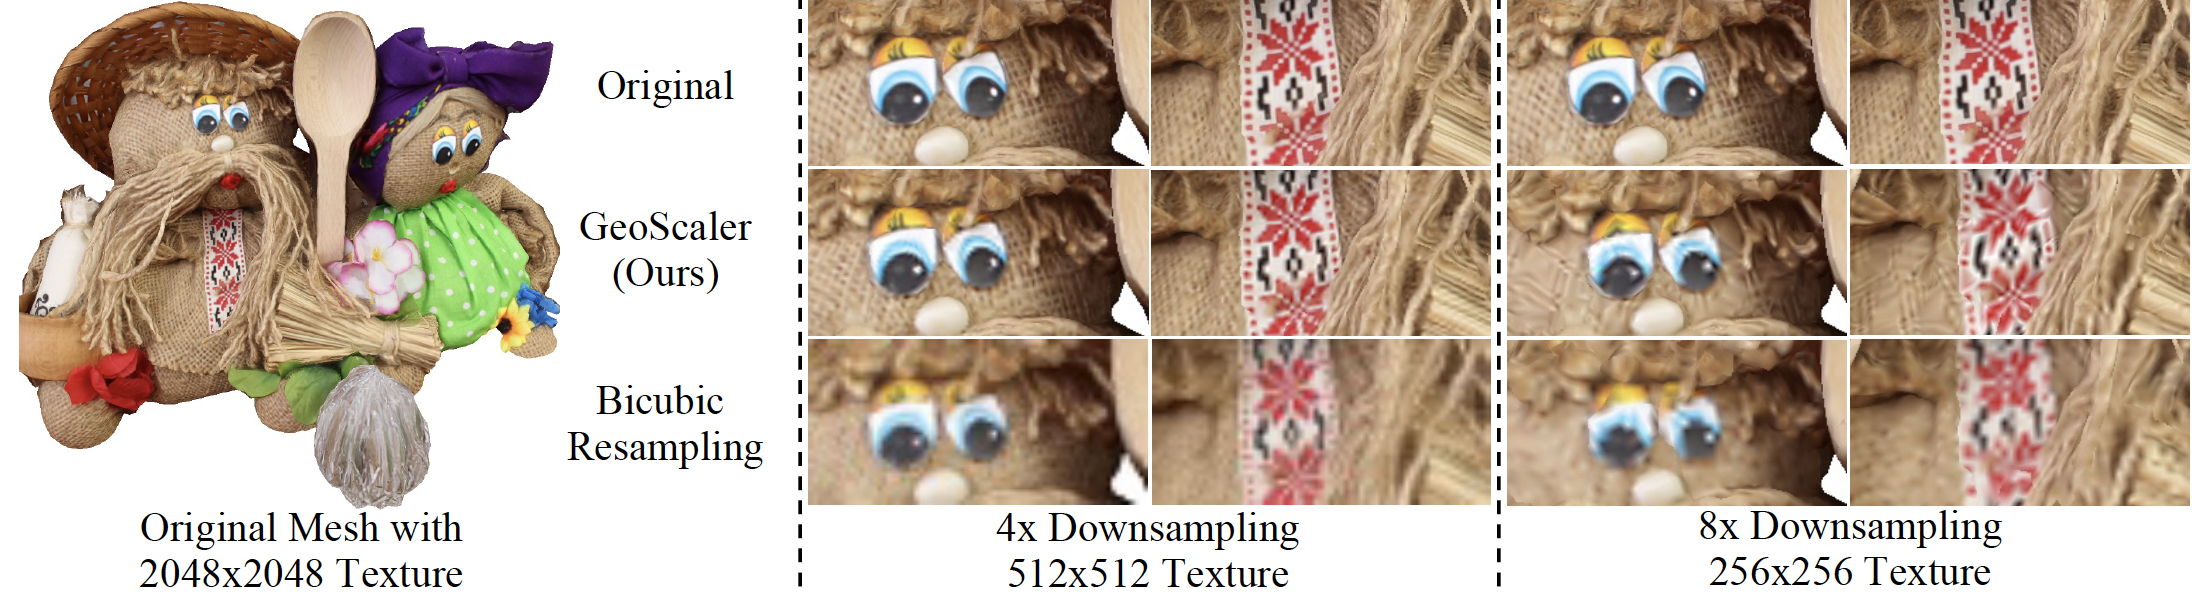 Original
GeoScaler
(Ours)
Bicubic
Resampling
Original Mesh with
2048x2048 Texture
4x Downsampling
512x512 Texture
8x Downsampling
256x256 Texture